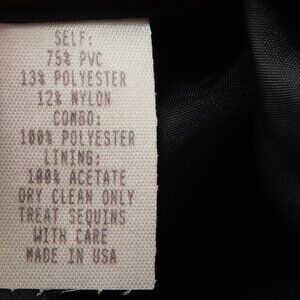 SELF:
75% PVC
13% POLYESTER
12% NYLON
COMBO:
100% POLYESTER
LINING:
100% ACETATE
DRY CLEAN ONLY
TREAT SEQUINS
WITH CARE
MADE IN USA